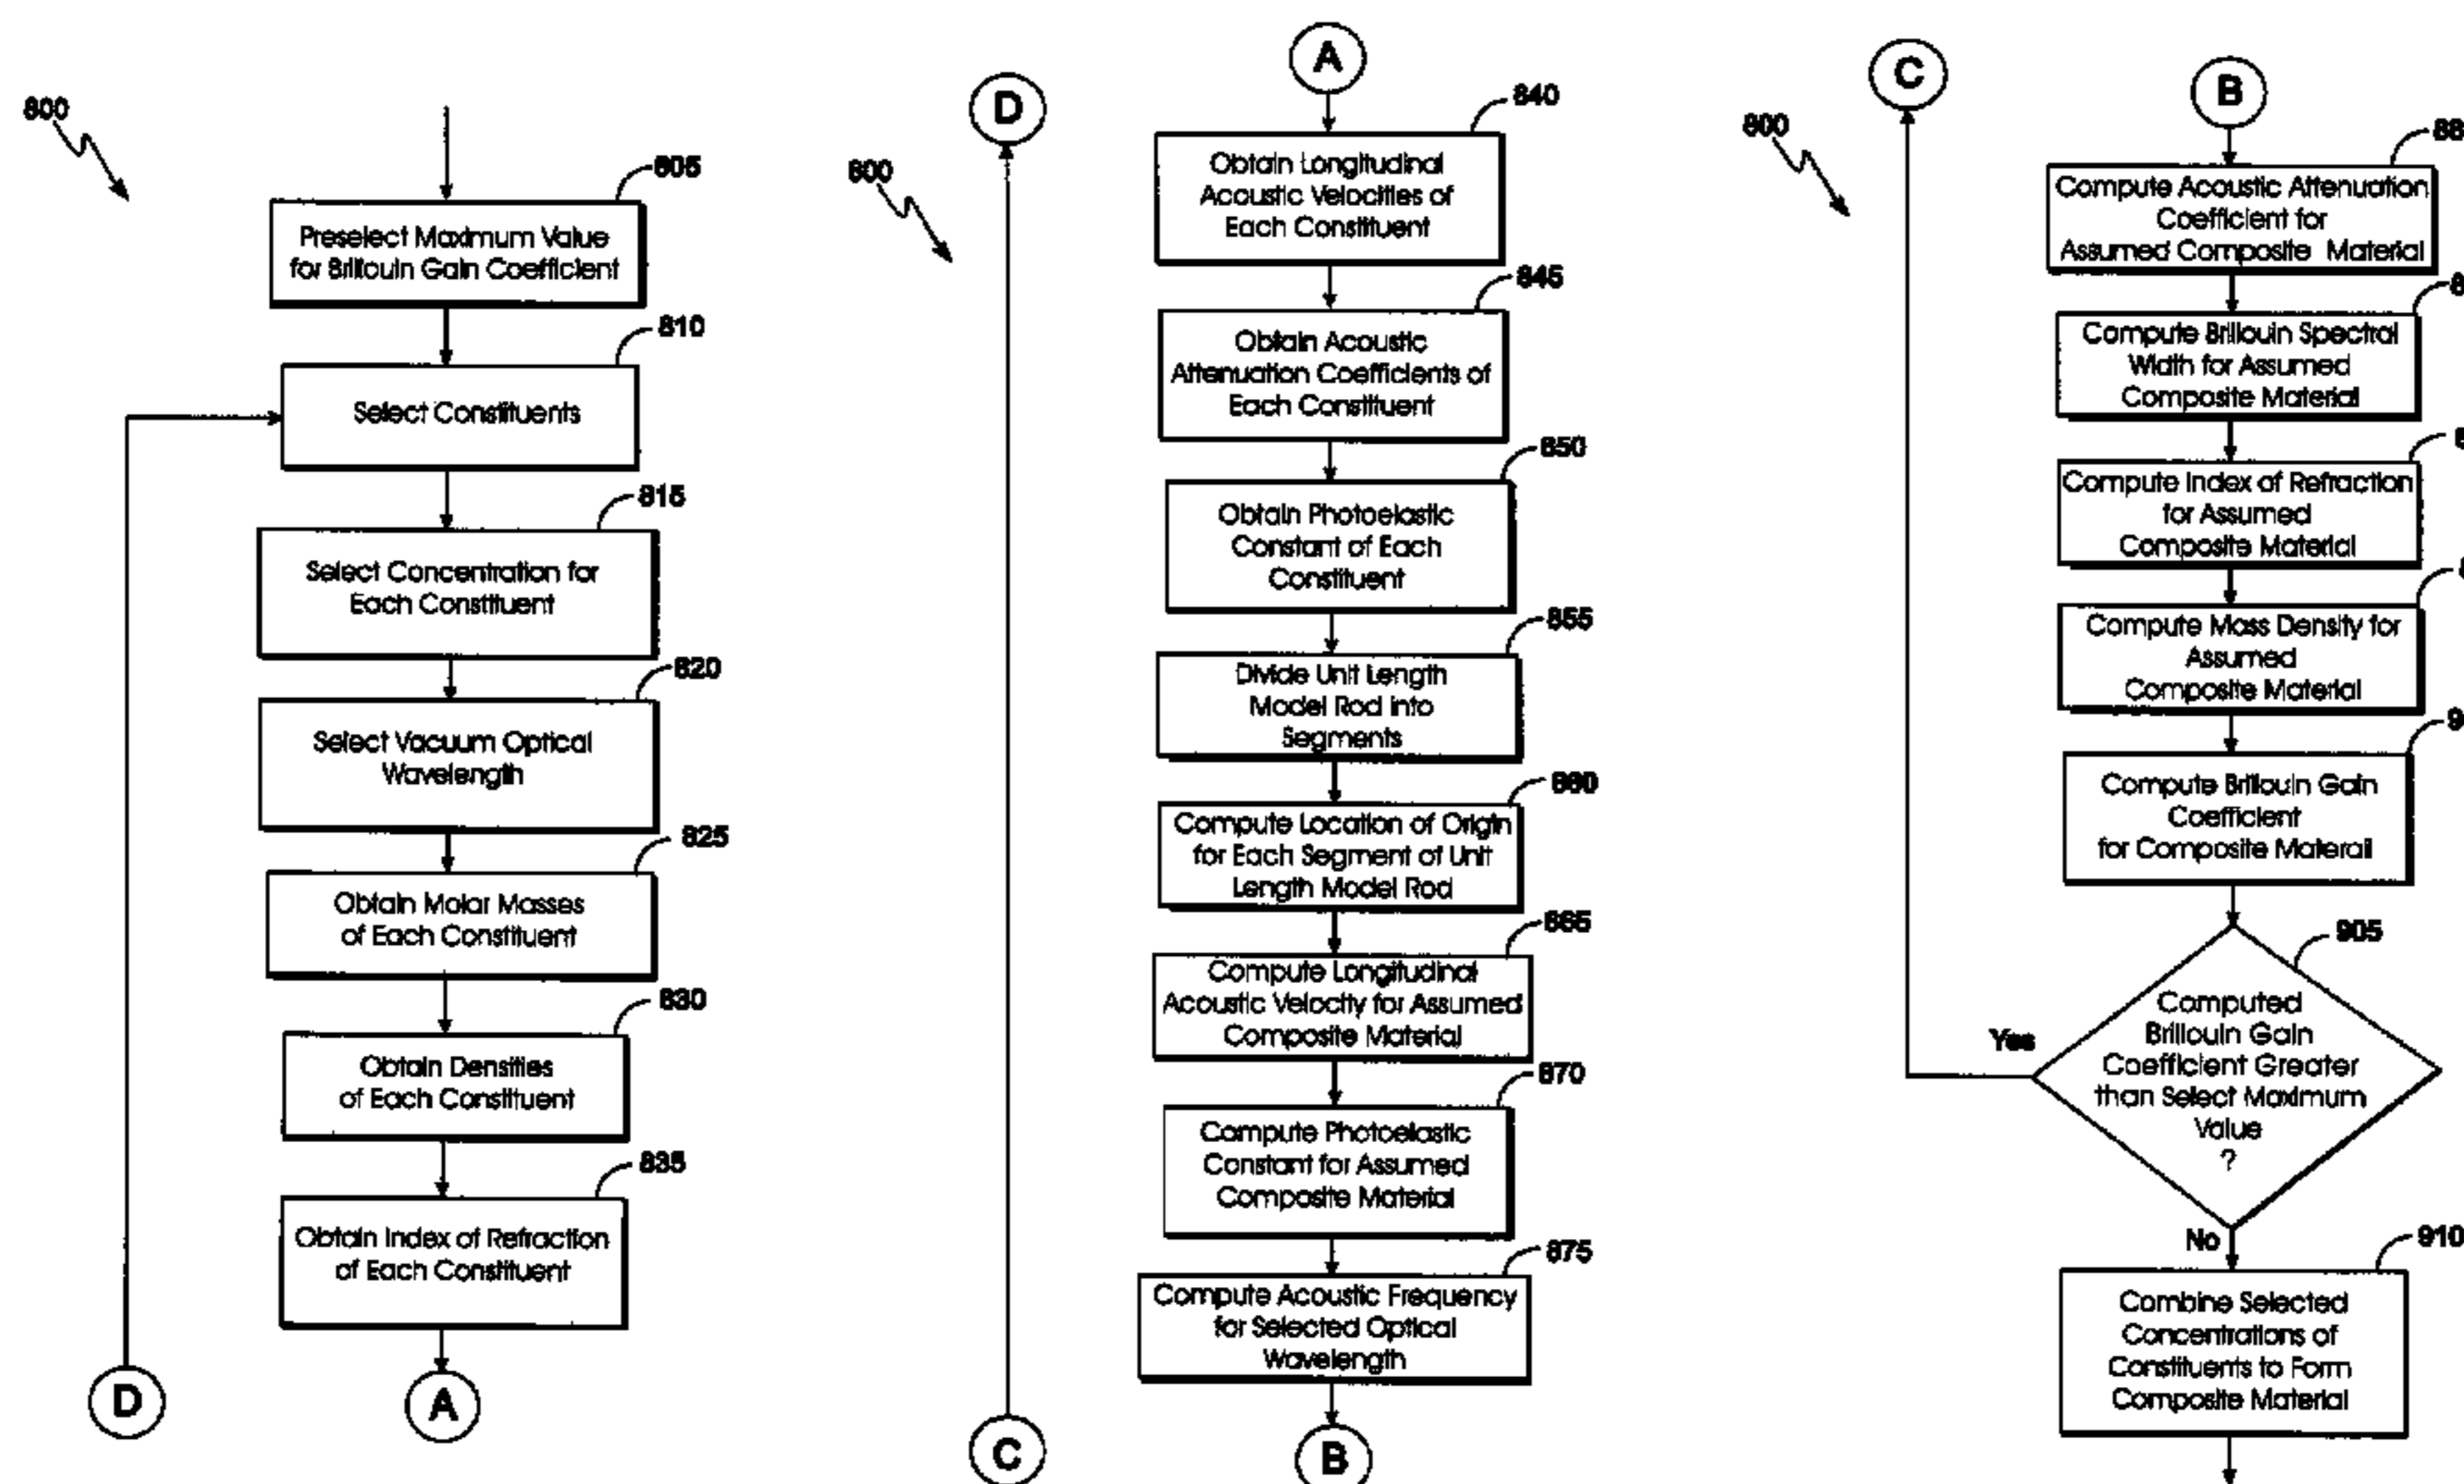 800
805
Preselect Maximum Value
for Brillouin Gain Coefficient
810
Select Constituents
815
Select Concentration for
Each Constituent
820
Select Vacuum Optical
Wavelength
825
Obtain Molar Masses
of Each Constituent
830
Obtain Densities
of Each Constituent
835
Obtain Index of Refraction
of Each Constituent
D
A
D
800
A
840
Obtain Longitudinal
Acoustic Velocities of
Each Constituent
845
Obtain Acoustic
Attenuation Coefficients of
Each Constituent
850
Obtain Photoelastic
Constant of Each
Constituent
855
Divide Unit Length
Model Rod into
Segments
860
Compute Location of Origin
for Each Segment of Unit
Length Model Rod
865
Compute Longitudinal
Acoustic Velocity for Assumed
Composite Material
870
Compute Photoelastic
Constant for Assumed
Composite Material
875
Compute Acoustic Frequency
for Selected Optical
Wavelength
C
B
C
800
B
Compute Acoustic Attenuation
Coefficient for
Assumed Composite Material
Compute Brillouin Spectral
Width for Assumed
Composite Material
Compute Index of Refraction
for Assumed
Composite Material
Compute Mass Density for
Assumed
Composite Material
Compute Brillouin Gain
Coefficient
for Composite Materail
905
Computed
Brillouin Gain
Coefficient Greater
than Select Maximum
Value
?
Yes
No
910
Combine Selected
Concentrations of
Constituents to Form
Composite Material